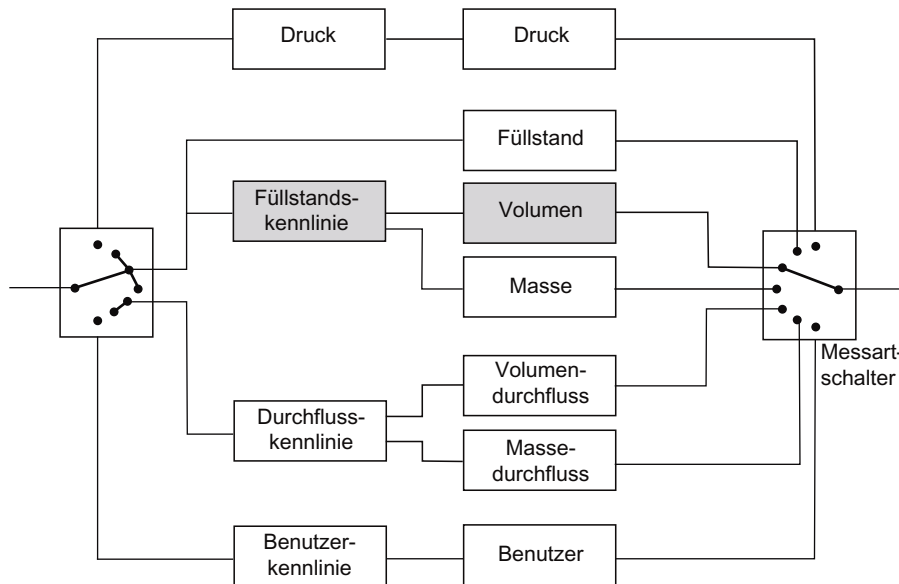 Druck
Druck
Füllstand
Füllstands-
kennlinie
Volumen
Masse
Messart-
schalter
Volumen-
durchfluss
Durchfluss-
kennlinie
Masse-
durchfluss
Benutzer-
kennlinie
Benutzer